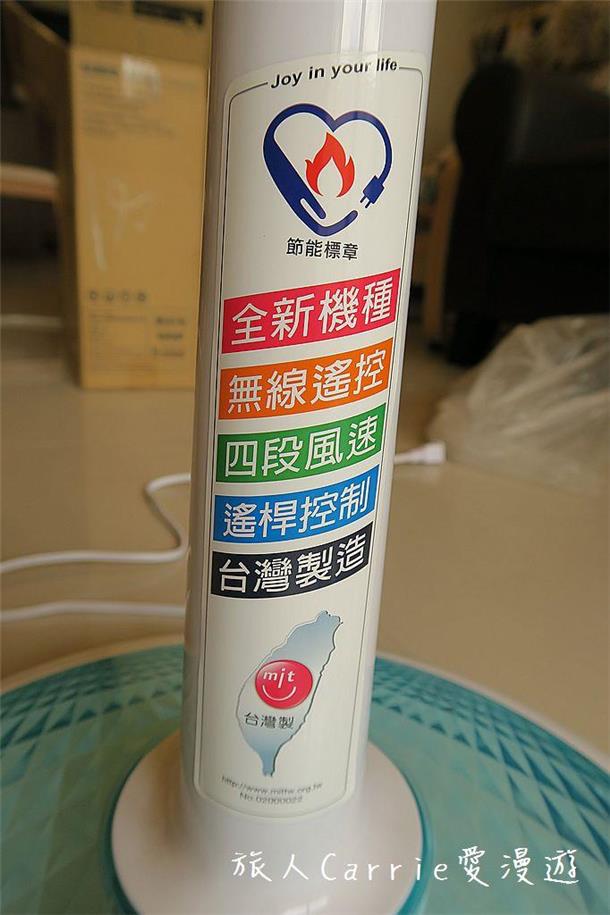 Joy in your life
節能標章
全新機種
無線遙控
四段風速
遙桿控制
台灣製造
mit
台灣製
http://www.mittw.org.tw
No.02000022
旅人Carrie愛漫遊